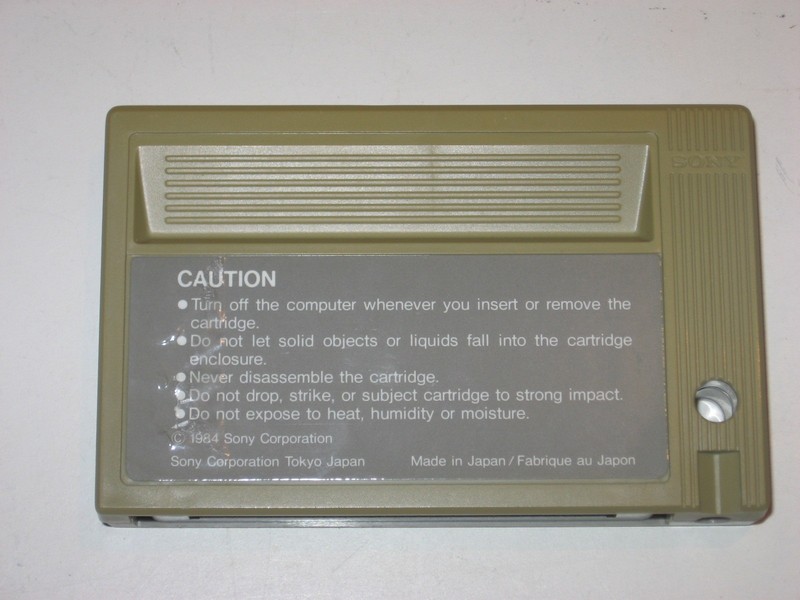 SONY
CAUTION
●Turn off the computer whenever you insert or remove the
cartridge.
●Do not let solid objects or liquids fall into the cartridge
enclosure.
●Never disassemble the cartridge.
●Do not drop, strike, or subject cartridge to strong impact.
●Do not expose to heat, humidity or moisture.
© 1984 Sony Corporation
Sony Corporation Tokyo Japan Made in Japan / Fabrique au Japon